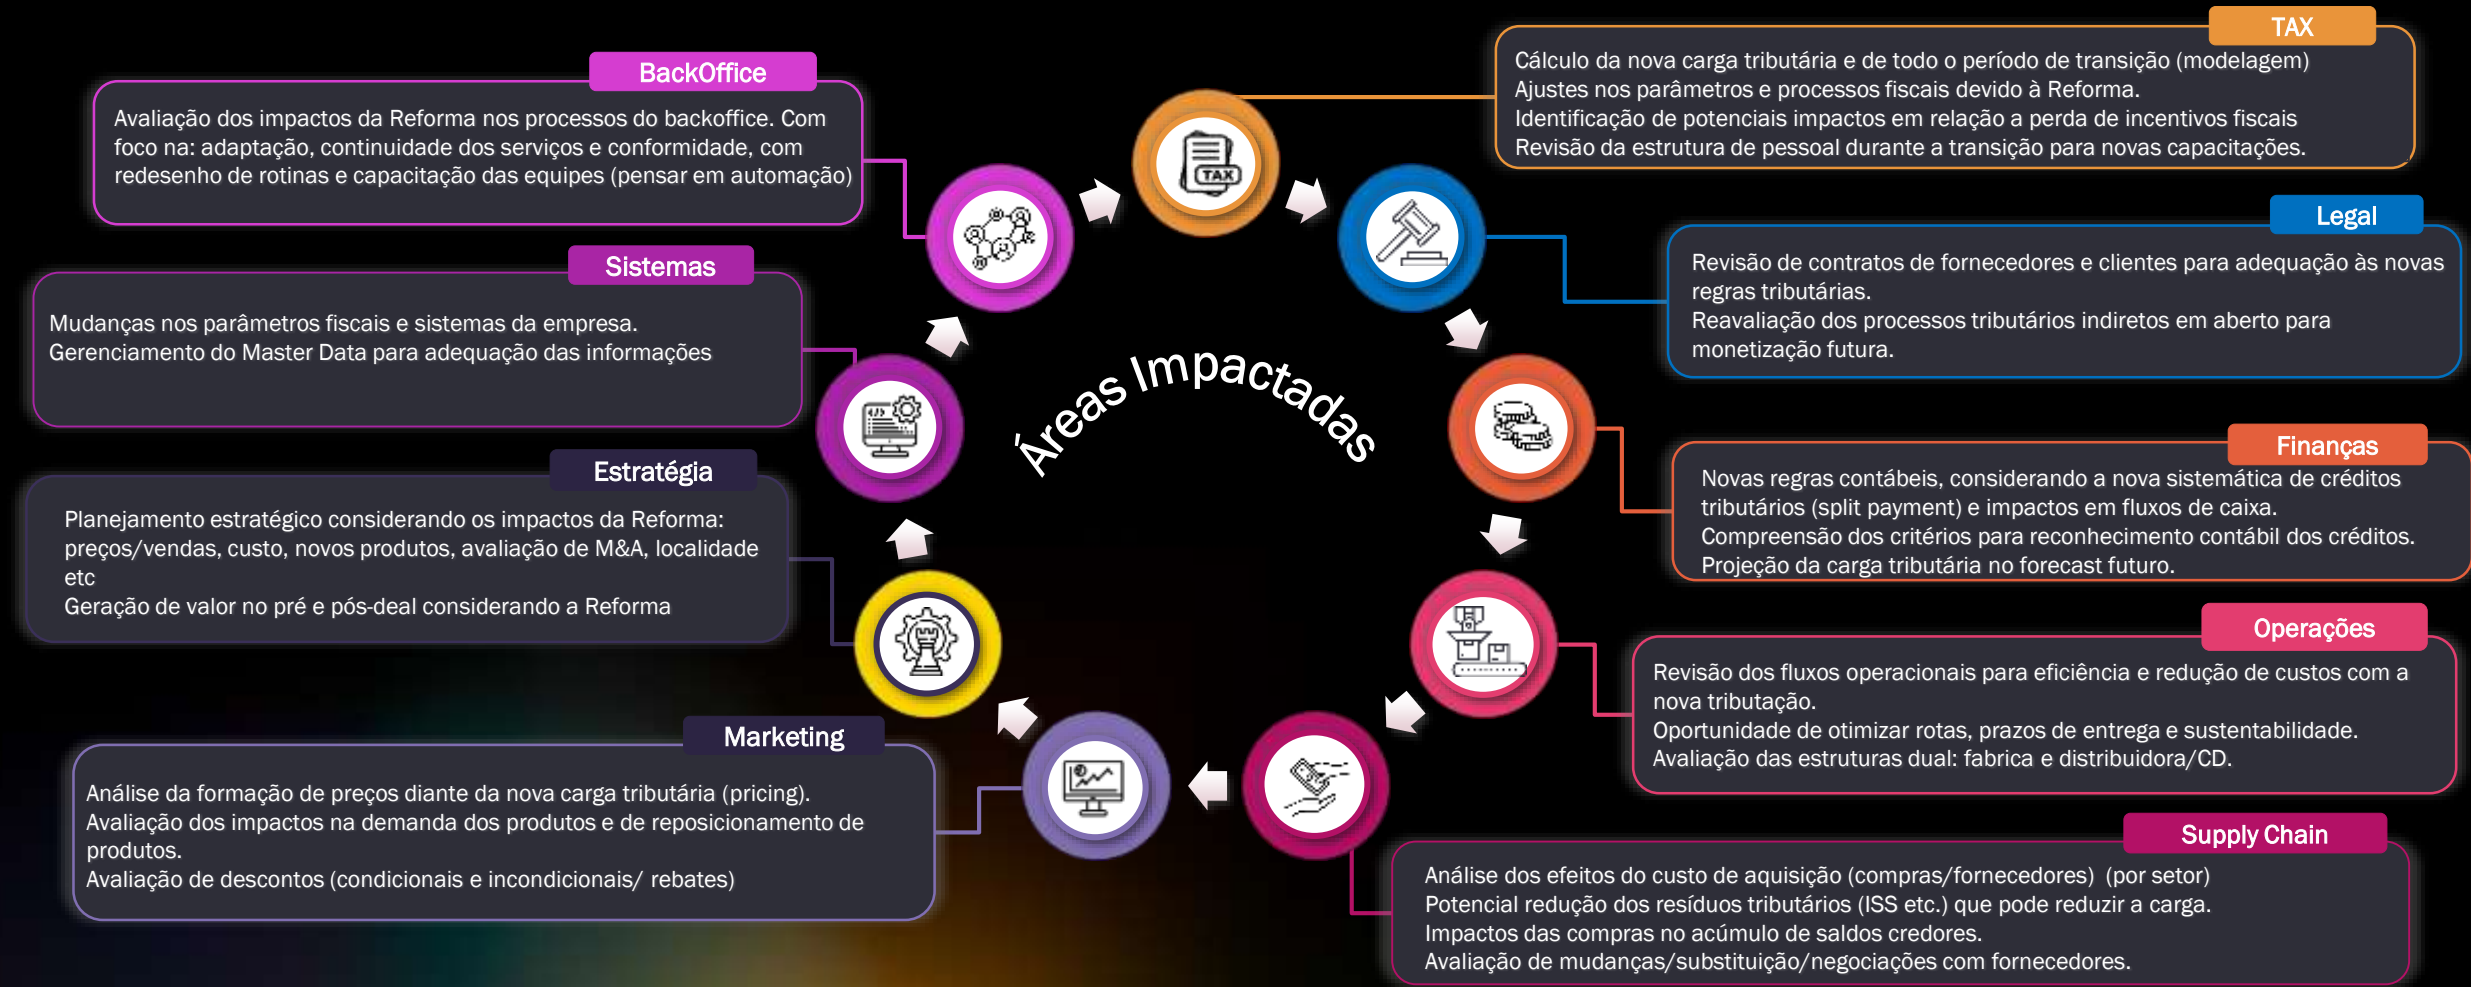 TAX
Cálculo da nova carga tributária e de todo o período de transição (modelagem)
Ajustes nos parâmetros e processos fiscais devido à Reforma.
Identificação de potenciais impactos em relação a perda de incentivos fiscais
Revisão da estrutura de pessoal durante a transição para novas capacitações.
TAX
Legal
Revisão de contratos de fornecedores e clientes para adequação às novas
regras tributárias.
Reavaliação dos processos tributários indiretos em aberto para
monetização futura.
Finanças
Novas regras contábeis, considerando a nova sistemática de créditos
tributários (split payment) e impactos em fluxos de caixa.
Compreensão dos critérios para reconhecimento contábil dos créditos.
Projeção da carga tributária no forecast futuro.
Operações
Revisão dos fluxos operacionais para eficiência e redução de custos com a
nova tributação.
Oportunidade de otimizar rotas, prazos de entrega e sustentabilidade.
Avaliação das estruturas dual: fabrica e distribuidora/CD.
Supply Chain
Análise dos efeitos do custo de aquisição (compras/fornecedores) (por setor)
Potencial redução dos resíduos tributários (ISS etc.) que pode reduzir a carga.
Impactos das compras no acúmulo de saldos credores.
Avaliação de mudanças/substituição/negociações com fornecedores.
Marketing
Análise da formação de preços diante da nova carga tributária (pricing).
Avaliação dos impactos na demanda dos produtos e de reposicionamento de
produtos.
Avaliação de descontos (condicionais e incondicionais/ rebates)
Estratégia
Planejamento estratégico considerando os impactos da Reforma:
preços/vendas, custo, novos produtos, avaliação de M&A, localidade
etc
Geração de valor no pré e pós-deal considerando a Reforma
Sistemas
Mudanças nos parâmetros fiscais e sistemas da empresa.
Gerenciamento do Master Data para adequação das informações
BackOffice
Avaliação dos impactos da Reforma nos processos do backoffice. Com
foco na: adaptação, continuidade dos serviços e conformidade, com
redesenho de rotinas e capacitação das equipes (pensar em automação)
Áreas Impactadas